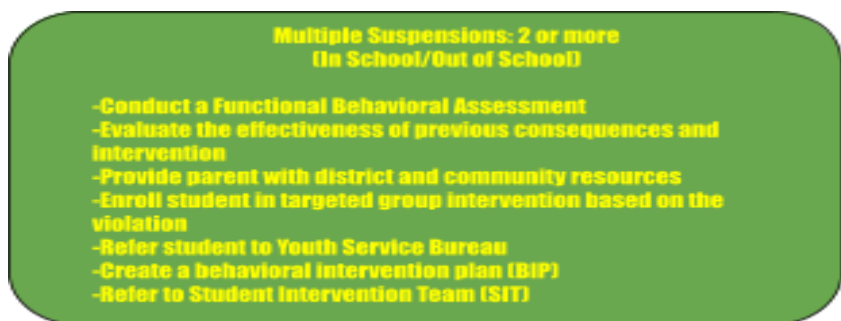 Multiple Suspensions: 2 or more
(In School/Out of School)
-Conduct a Functional Behavioral Assessment
-Evaluate the effectiveness of previous consequences and
intervention
-Provide parent with district and community resources
-Enroll student in targeted group intervention based on the
violation
-Refer student to Youth Service Bureau
-Create a behavioral intervention plan (BIP)
-Refer to Student Intervention Team (SIT)